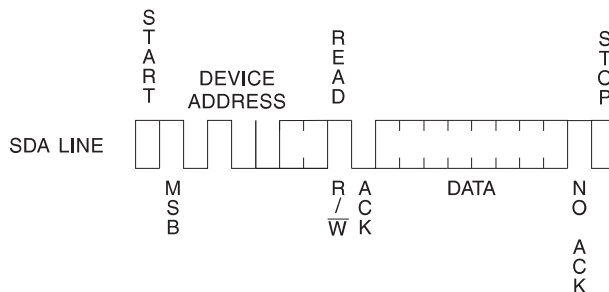 START
DEVICE
ADDRESS
READ
STOP
SDA LINE
MSB
R/W
ACK
DATA
NO ACK